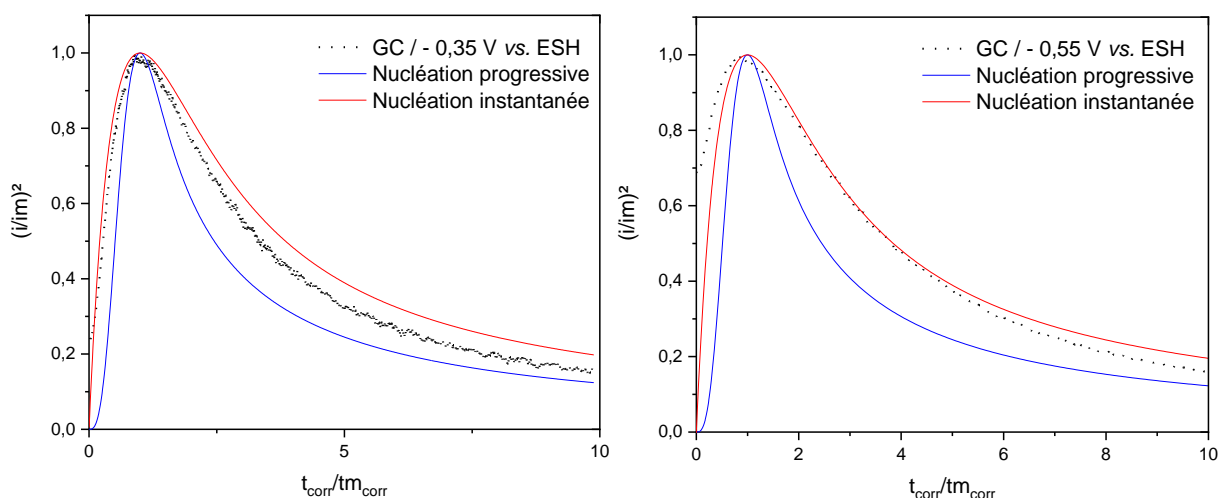 GC / - 0,35 V vs. ESH
Nucléation progressive
Nucléation instantanée
1,0
0,8
0,6
0,4
0,2
0,0
(i/im)²
0
5
10
t_corr/tm_corr
GC / - 0,55 V vs. ESH
Nucléation progressive
Nucléation instantanée
1,0
0,8
0,6
0,4
0,2
0,0
(i/im)²
0
2
4
6
8
10
t_corr/tm_corr